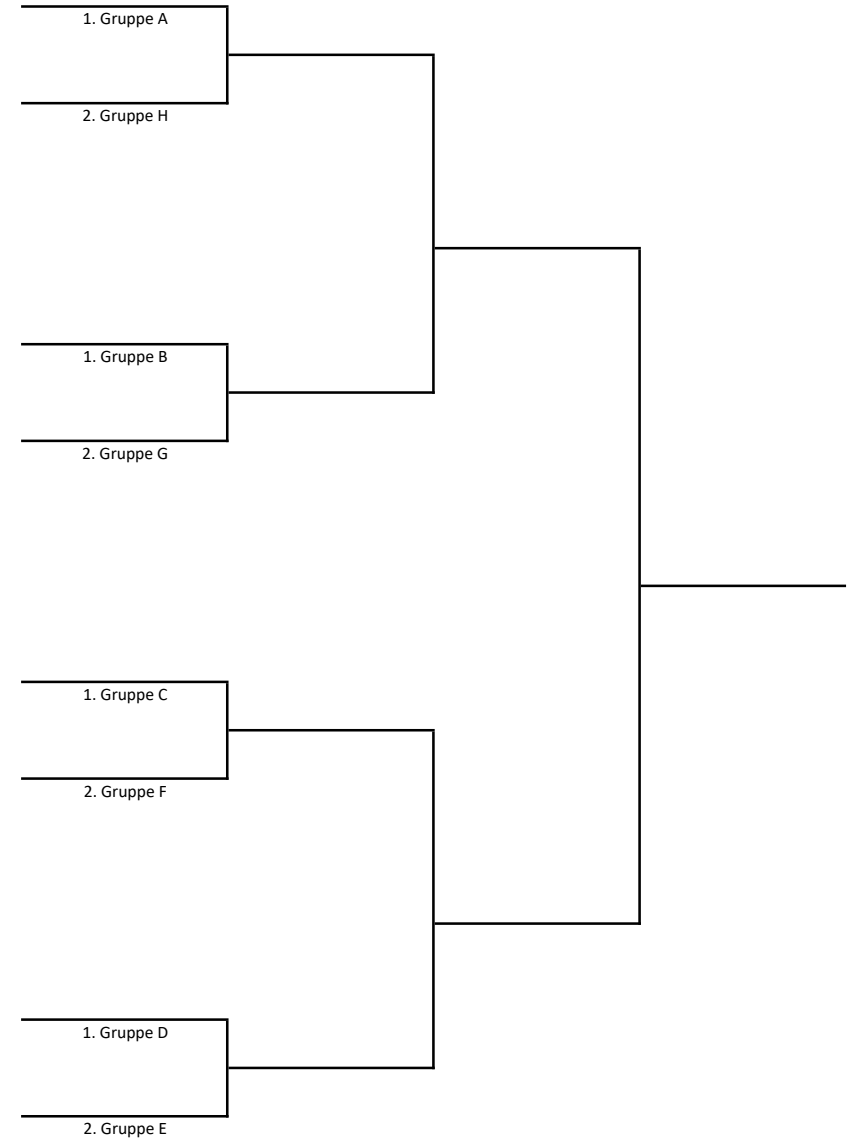 1. Gruppe A
2. Gruppe H
1. Gruppe B
2. Gruppe G
1. Gruppe C
2. Gruppe F
1. Gruppe D
2. Gruppe E